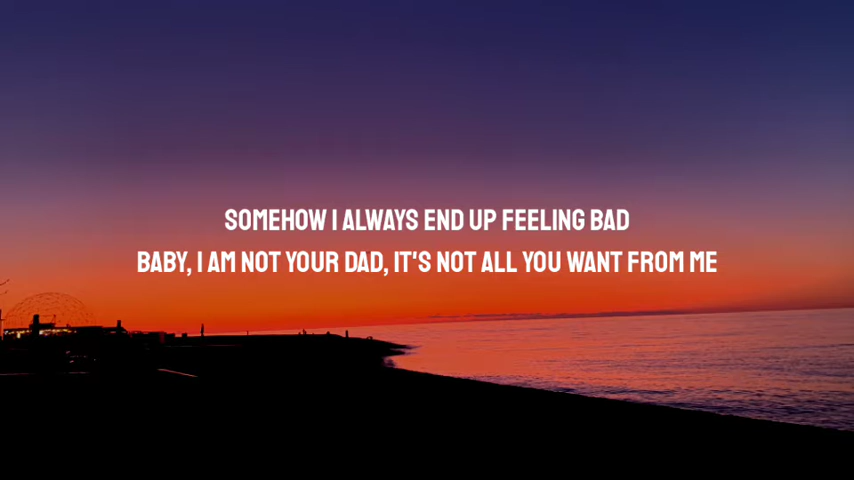 SOMEHOW I ALWAYS END UP FEELING BAD
BABY, I AM NOT YOUR DAD, IT'S NOT ALL YOU WANT FROM ME